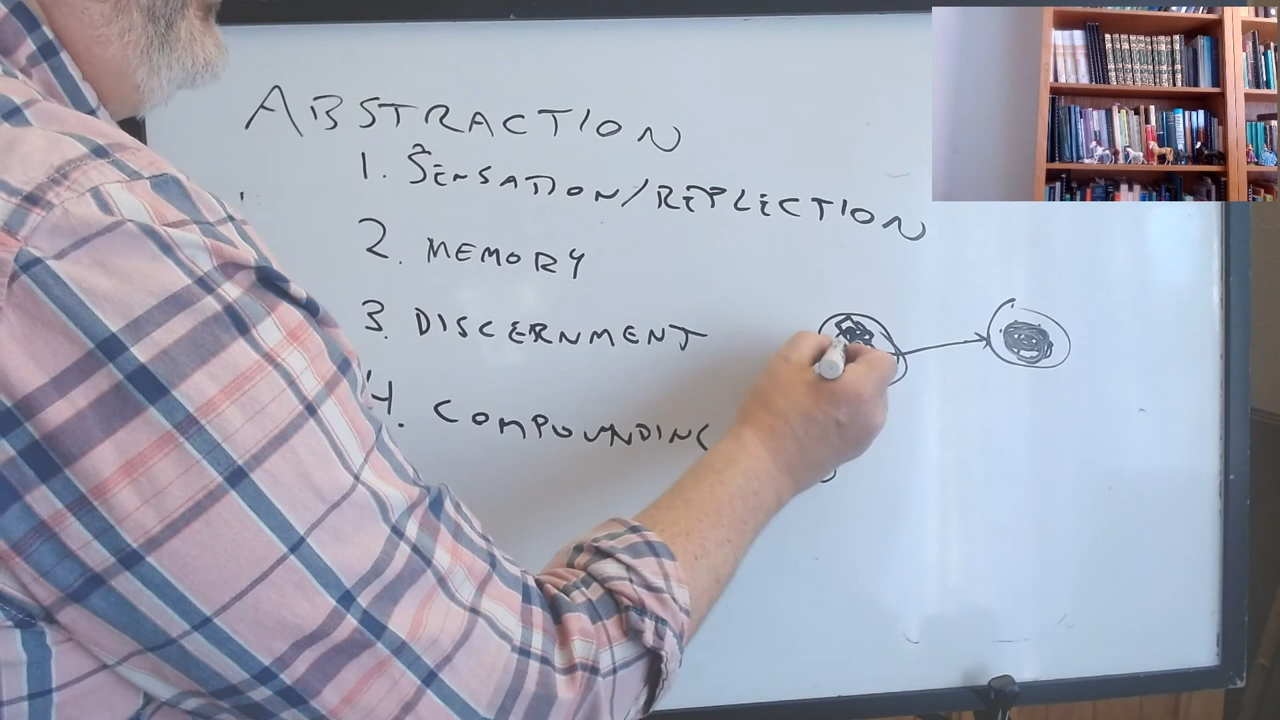 ABSTRACTION
1. SENSATION/REFLECTION
2. MEMORY
3. DISCERNMENT
4. COMPOUNDING